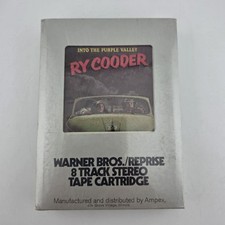 INTO THE PURPLE VALLEY
RY COODER
WARNER BROS./REPRISE
8 TRACK STEREO
TAPE CARTRIDGE
Manufactured and distributed by Ampex,